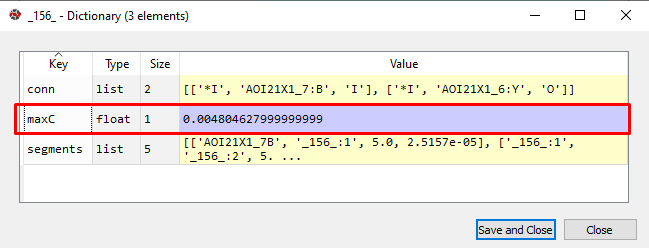 _156_ - Dictionary (3 elements)
Key Type Size Value
conn list 2 [['*I', 'AOI21X1_7:B', 'I'], ['*I', 'AOI21X1_6:Y', 'O']]
maxC float 1 0.004804627999999999
segments list 5 [['AOI21X1_7B', '_156_:1', 5.0, 2.5157e-05], ['_156_:1',
'_156_:2', 5. ...
Save and Close Close